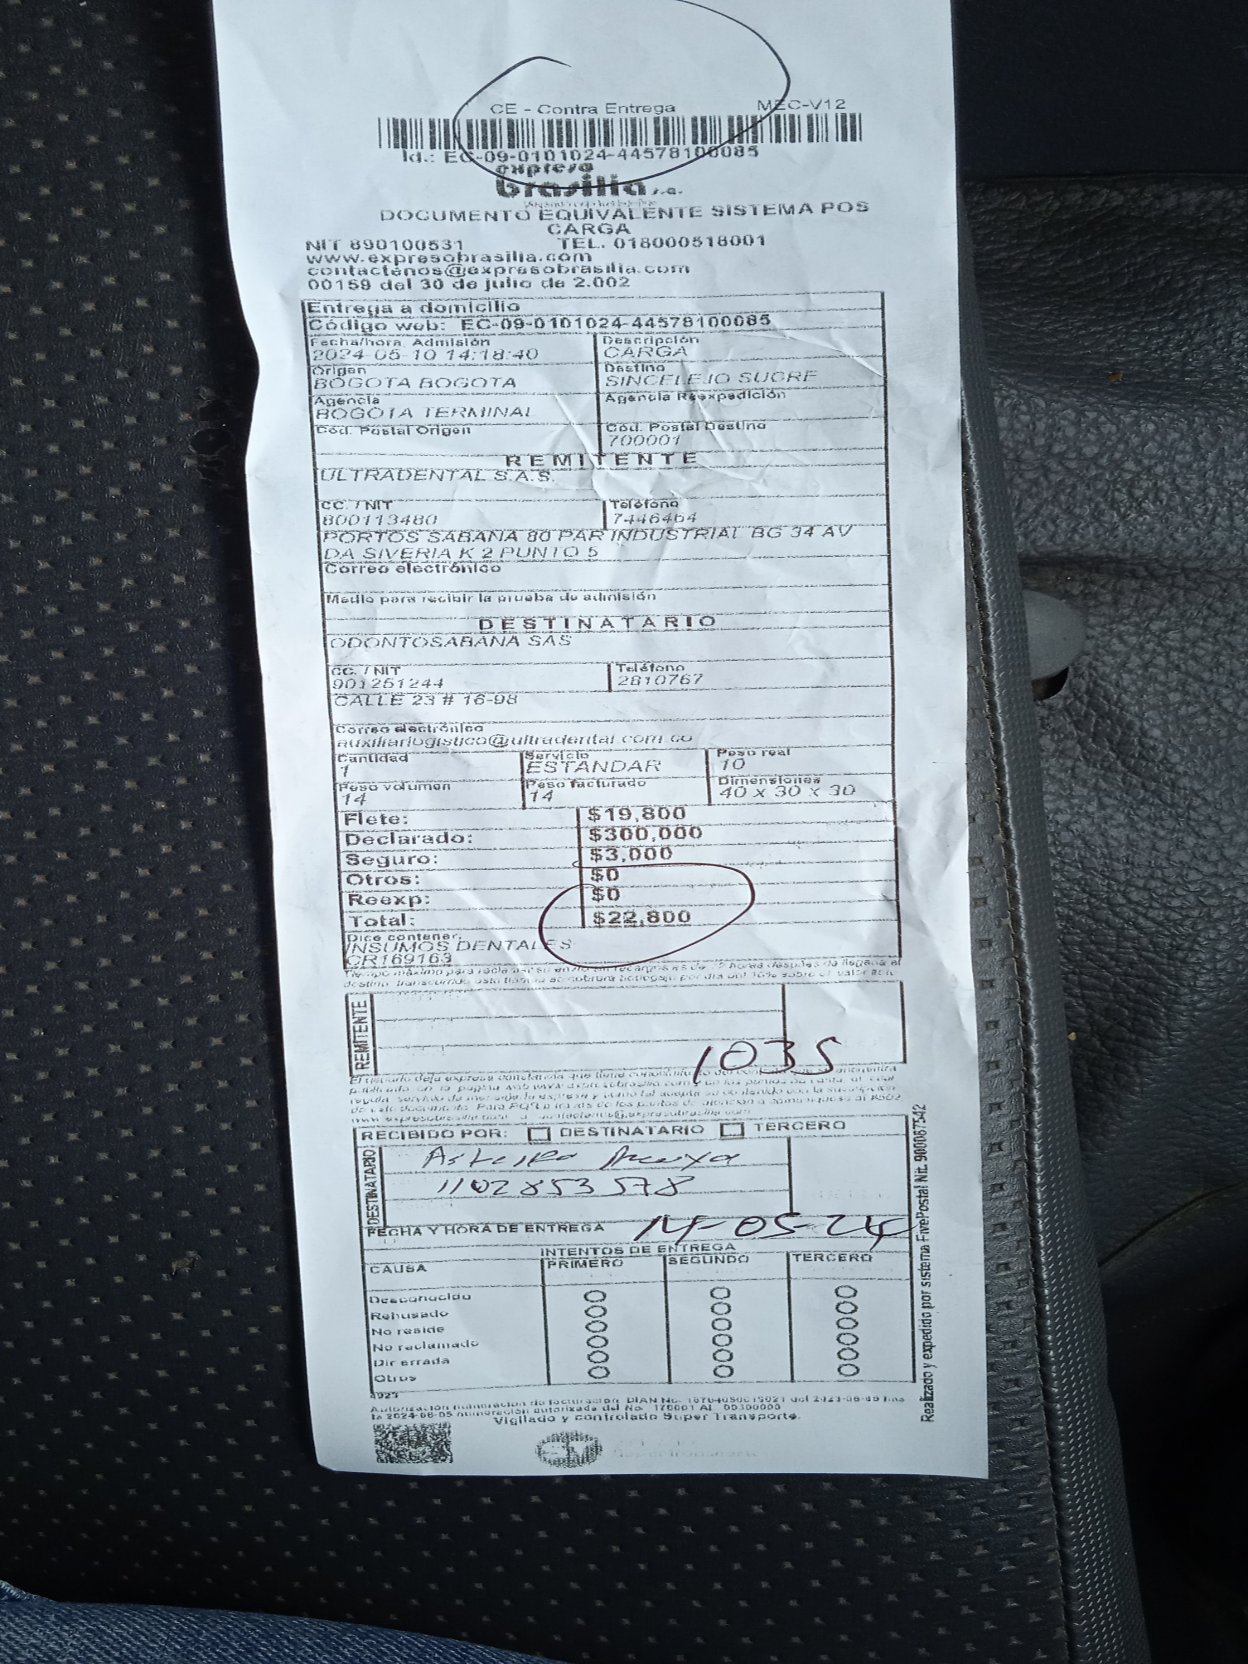 CE - Contra Entrega MEC-V12
Id.: EC-09-0101024-44578100085
expreso
brasilia s.a.
DOCUMENTO EQUIVALENTE SISTEMA POS
CARGA
NIT 890100531 TEL. 018000518001
www.expresobrasilia.com
contactenos@expresobrasilia.com
00159 del 30 de julio de 2.002
Entrega a domicilio
Código web: EC-09-0101024-44578100085
Fecha/hora Admisión Descripción
2024-05-10 14:18:40 CARGA
Origen Destino
BOGOTA BOGOTA SINCELEJO SUCRE
Agencia Agencia Reexpedición
BOGOTA TERMINAL
Cód. Postal Origen Cód. Postal Destino
700001
REMITENTE
ULTRADENTAL S.A.S.
CC. / NIT Teléfono
800113480 7446464
PORTOS SABANA 80 PAR INDUSTRIAL BG 34 AV
DA SIVERIA K 2 PUNTO 5
Correo electrónico
Medio para recibir la prueba de admisión
DESTINATARIO
ODONTOSABANA SAS
CC. / NIT Teléfono
901251244 2810767
CALLE 23 # 16-98
Correo electrónico
auxiliarlogistico@ultradental.com.co
Cantidad Servicio Peso real
1 ESTANDAR 10
Peso volumen Peso facturado Dimensiones
14 14 40 x 30 x 30
Flete: $19,800
Declarado: $300,000
Seguro: $3,000
Otros: $0
Reexp: $0
Total: $22,800
Dice contener,
INSUMOS DENTALES
CR169163
REMITENTE
1035
RECIBIDO POR: DESTINATARIO TERCERO
DESTINATARIO
1102853578
FECHA Y HORA DE ENTREGA 14-05-24
INTENTOS DE ENTREGA
CAUSA PRIMERO SEGUNDO TERCERO
Desconocido
Rehusado
No reside
No reclamado
Dir errada
Otros
Vigilado y controlado Super Transporte.
Realizado y expedido por sistema FivePostal Nit. 900087542